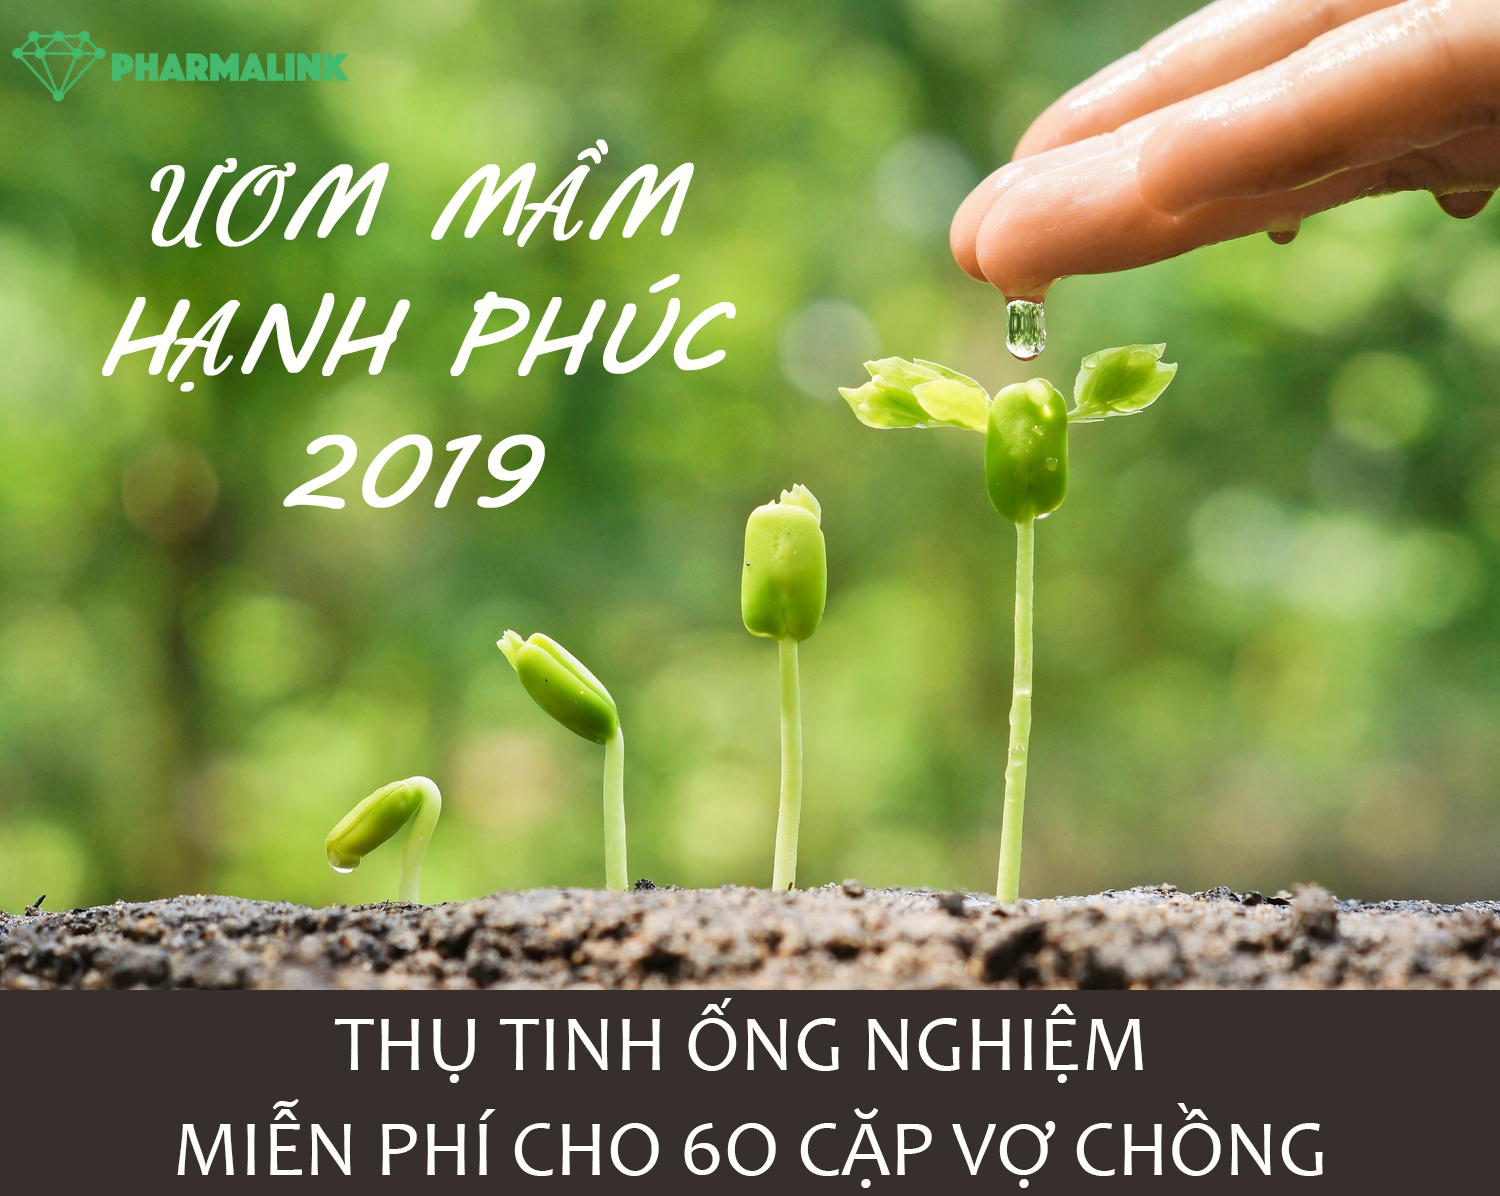 PHARMALINK
ƯƠM MẦM
HẠNH PHÚC
2019
THỤ TINH ỐNG NGHIỆM
MIỄN PHÍ CHO 60 CẶP VỢ CHỒNG